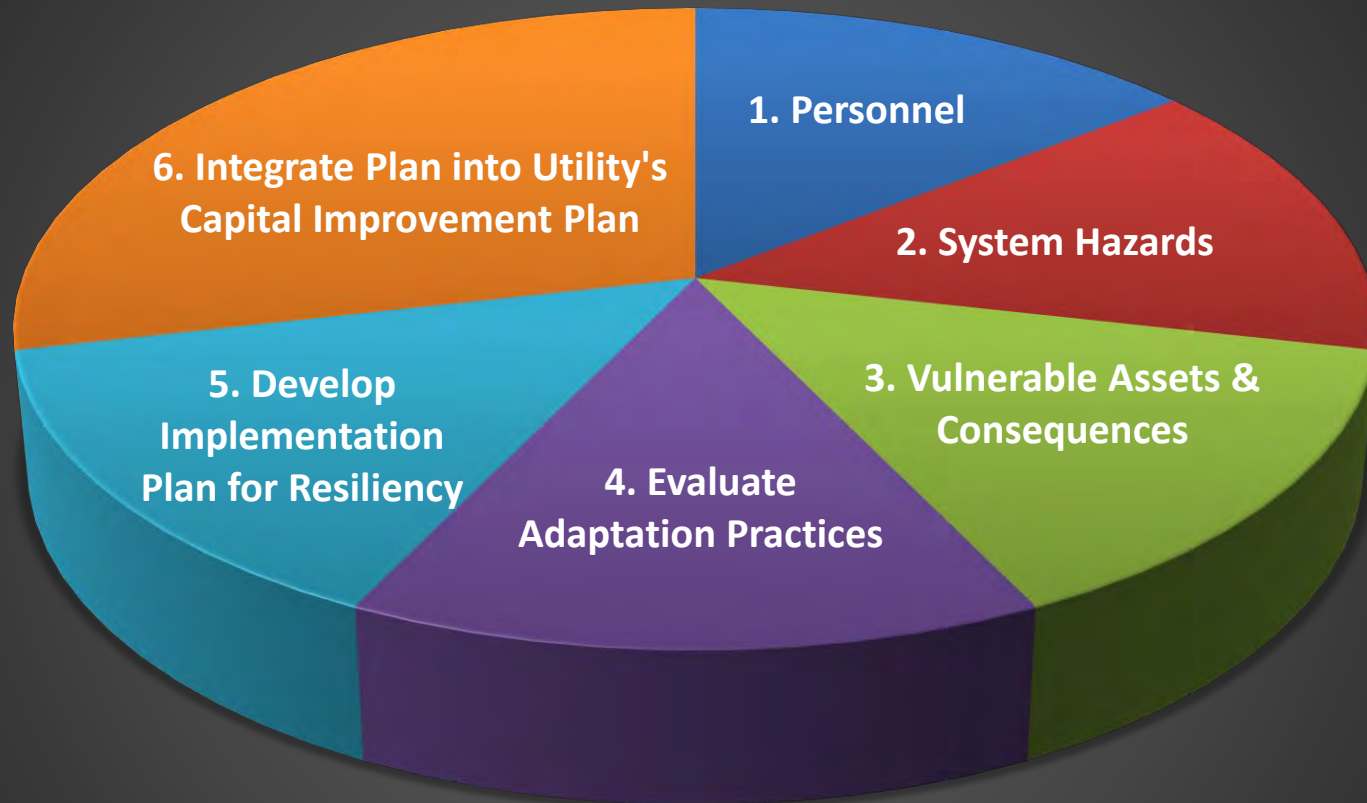 1. Personnel
2. System Hazards
3. Vulnerable Assets &
Consequences
4. Evaluate
Adaptation Practices
5. Develop
Implementation
Plan for Resiliency
6. Integrate Plan into Utility's
Capital Improvement Plan